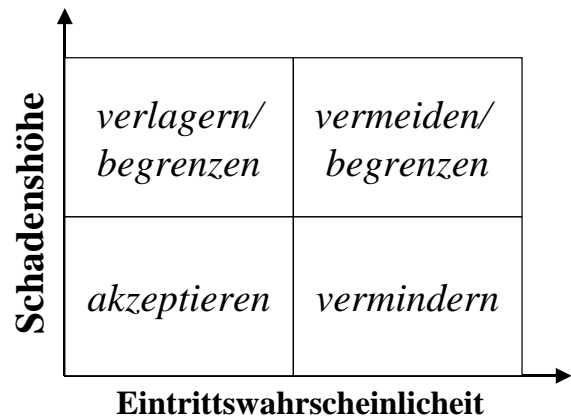 Schadenshöhe
verlagern/
begrenzen
vermeiden/
begrenzen
akzeptieren
vermindern
Eintrittswahrscheinlicheit